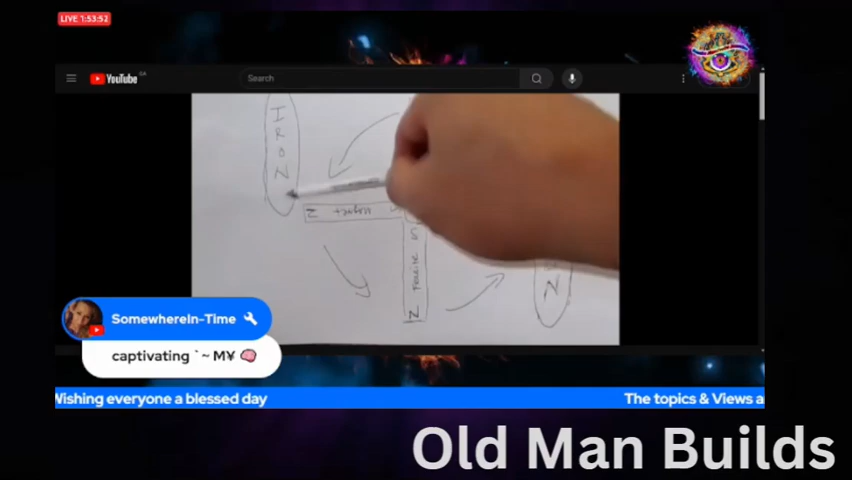 LIVE 1:53:52
YouTube CA
Search
IRON
N
S
N
SomewhereIn-Time
captivating `~ M¥ 🧠
Wishing everyone a blessed day
The topics & Views a
Old Man Builds